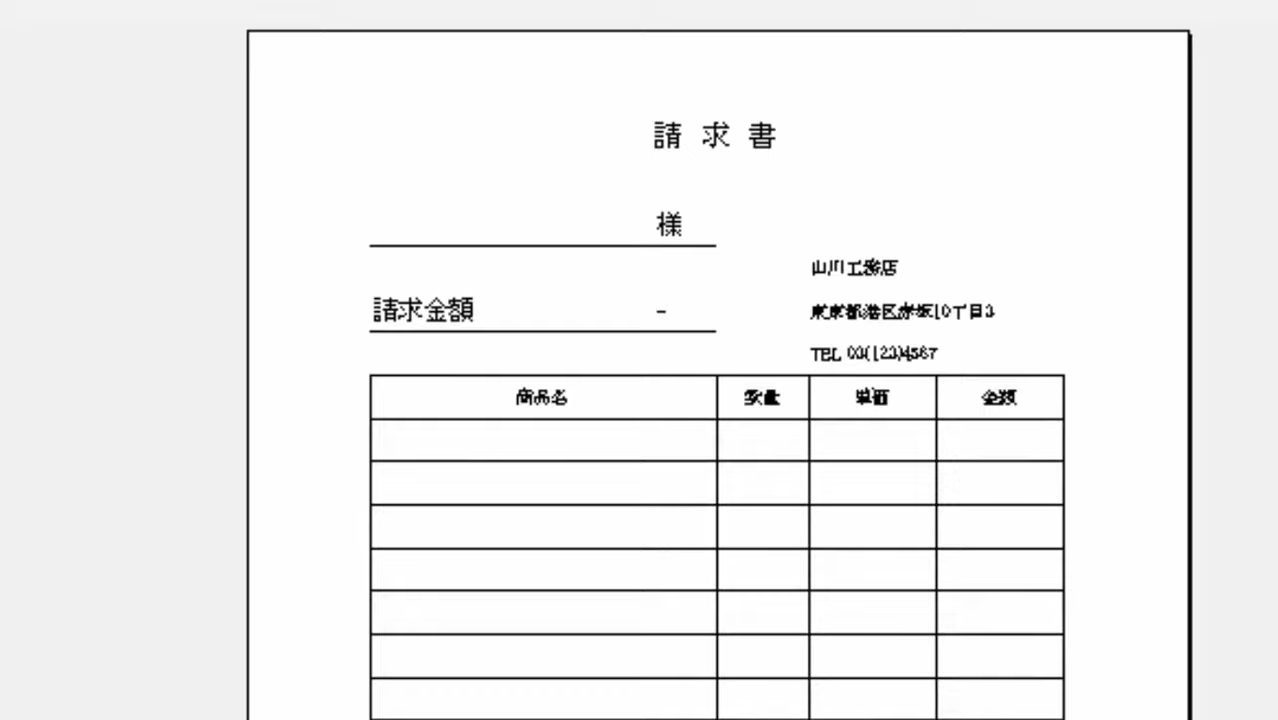 請 求 書
様
山川工務店
請求金額 -
東京都港区赤坂10丁目3
TEL 03(123)4567
商品名 数量 単価 金額